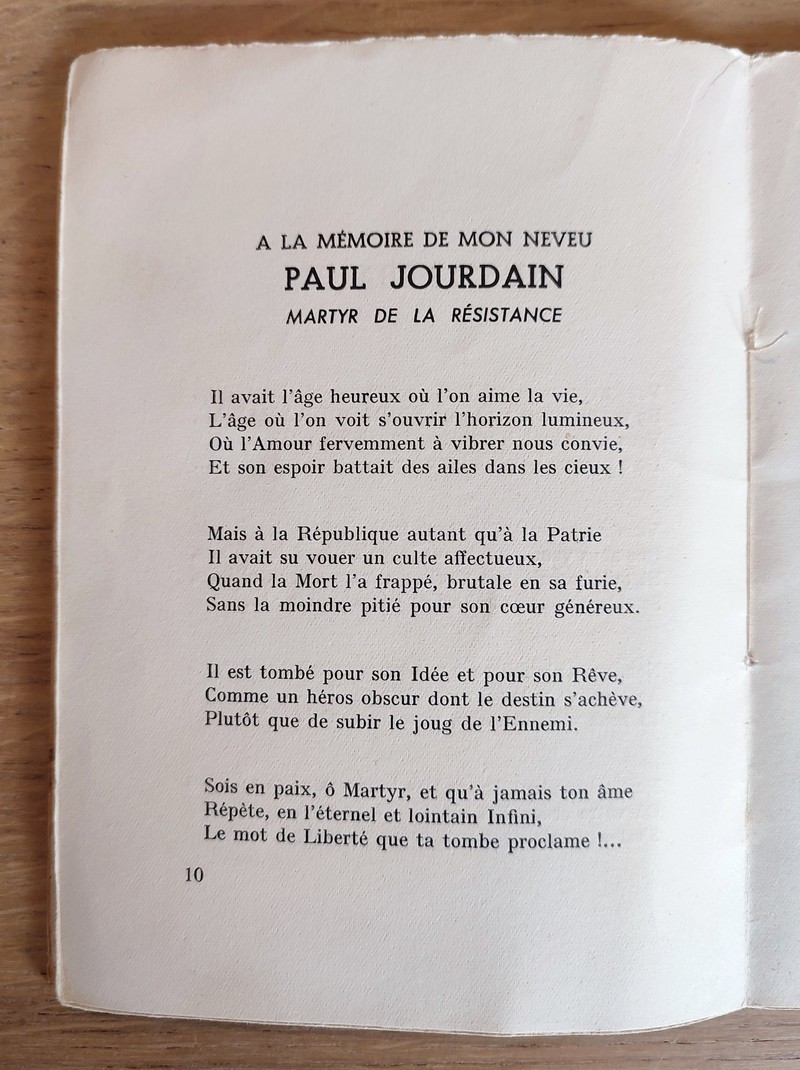 A LA MÉMOIRE DE MON NEVEU
PAUL JOURDAIN
MARTYR DE LA RÉSISTANCE
Il avait l'âge heureux où l'on aime la vie,
L'âge où l'on voit s'ouvrir l'horizon lumineux,
Où l'Amour fervemment à vibrer nous convie,
Et son espoir battait des ailes dans les cieux !
Mais à la République autant qu'à la Patrie
Il avait su vouer un culte affectueux,
Quand la Mort l'a frappé, brutale en sa furie,
Sans la moindre pitié pour son cœur généreux.
Il est tombé pour son Idée et pour son Rêve,
Comme un héros obscur dont le destin s'achève,
Plutôt que de subir le joug de l'Ennemi.
Sois en paix, ô Martyr, et qu'à jamais ton âme
Répète, en l'éternel et lointain Infini,
Le mot de Liberté que ta tombe proclame !...
10